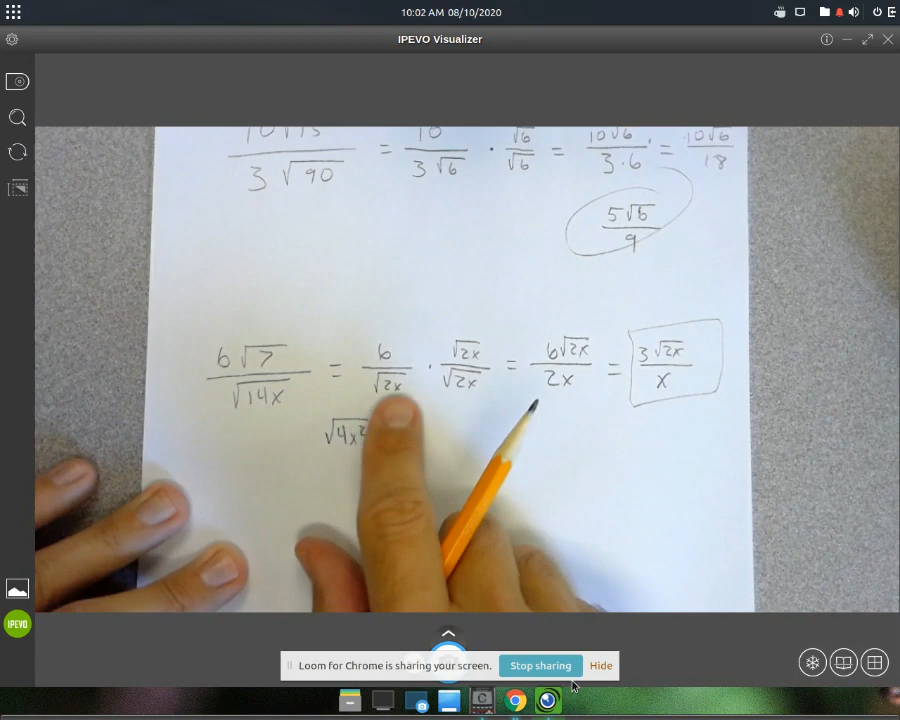 10:02 AM 08/10/2020
IPEVO Visualizer
10√15 / 3√90 = 10 / 3√6 · √6 / √6 = 10√6 / 3·6 = 10√6 / 18
5√6 / 9
6√7 / √14x = 6 / √2x · √2x / √2x = 6√2x / 2x = 3√2x / x
√4x²
IPEVO
Loom for Chrome is sharing your screen. Stop sharing Hide